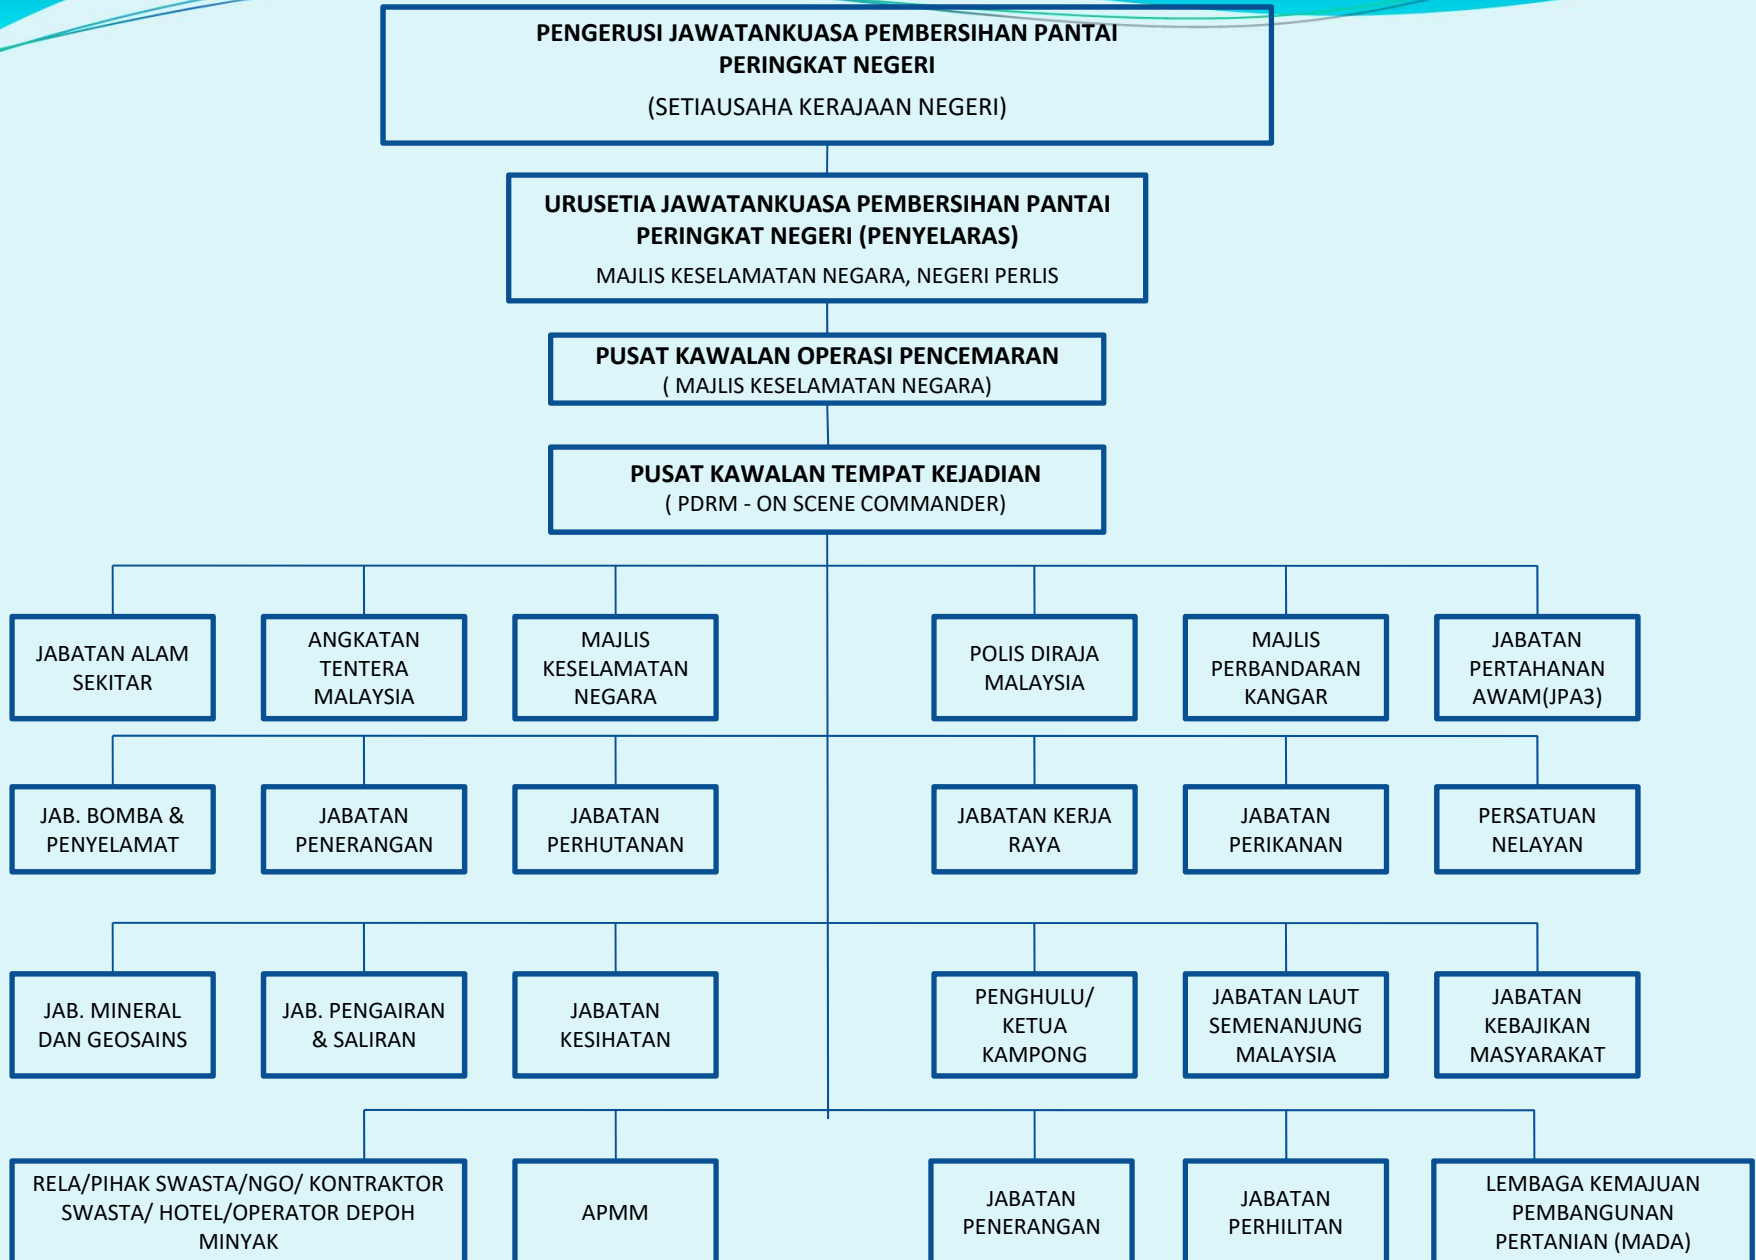 PENGERUSI JAWATANKUASA PEMBERSIHAN PANTAI
PERINGKAT NEGERI
(SETIAUSAHA KERAJAAN NEGERI)
URUSETIA JAWATANKUASA PEMBERSIHAN PANTAI
PERINGKAT NEGERI (PENYELARAS)
MAJLIS KESELAMATAN NEGARA, NEGERI PERLIS
PUSAT KAWALAN OPERASI PENCEMARAN
( MAJLIS KESELAMATAN NEGARA)
PUSAT KAWALAN TEMPAT KEJADIAN
( PDRM - ON SCENE COMMANDER)
JABATAN ALAM
SEKITAR
ANGKATAN
TENTERA
MALAYSIA
MAJLIS
KESELAMATAN
NEGARA
POLIS DIRAJA
MALAYSIA
MAJLIS
PERBANDARAN
KANGAR
JABATAN
PERTAHANAN
AWAM(JPA3)
JAB. BOMBA &
PENYELAMAT
JABATAN
PENERANGAN
JABATAN
PERHUTANAN
JABATAN KERJA
RAYA
JABATAN
PERIKANAN
PERSATUAN
NELAYAN
JAB. MINERAL
DAN GEOSAINS
JAB. PENGAIRAN
& SALIRAN
JABATAN
KESIHATAN
PENGHULU/
KETUA
KAMPONG
JABATAN LAUT
SEMENANJUNG
MALAYSIA
JABATAN
KEBAJIKAN
MASYARAKAT
RELA/PIHAK SWASTA/NGO/ KONTRAKTOR
SWASTA/ HOTEL/OPERATOR DEPOH
MINYAK
APMM
JABATAN
PENERANGAN
JABATAN
PERHILITAN
LEMBAGA KEMAJUAN
PEMBANGUNAN
PERTANIAN (MADA)